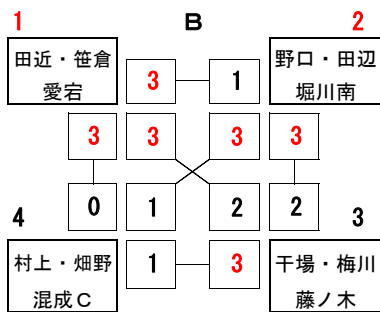 1 B 2
田近・笹倉 3 1 野口・田辺
愛宕 堀川南
3 3 3 3
4 0 1 2 2 3
村上・畑野 1 3 干場・梅川
混成C 藤ノ木